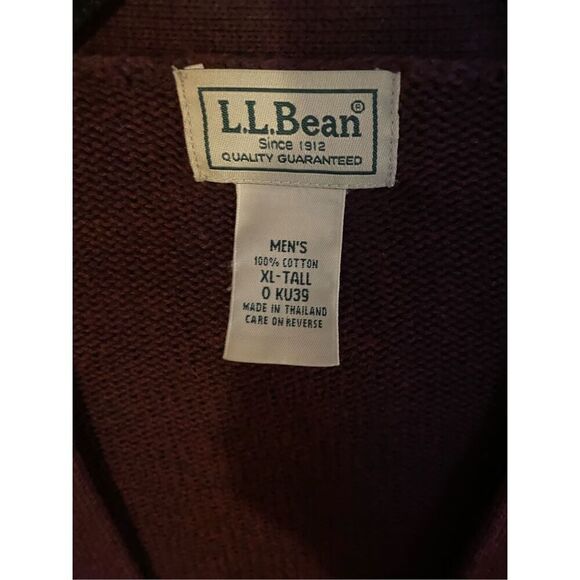 L.L.Bean®
Since 1912
QUALITY GUARANTEED
MEN'S
100% COTTON
XL-TALL
0 KU39
MADE IN THAILAND
CARE ON REVERSE